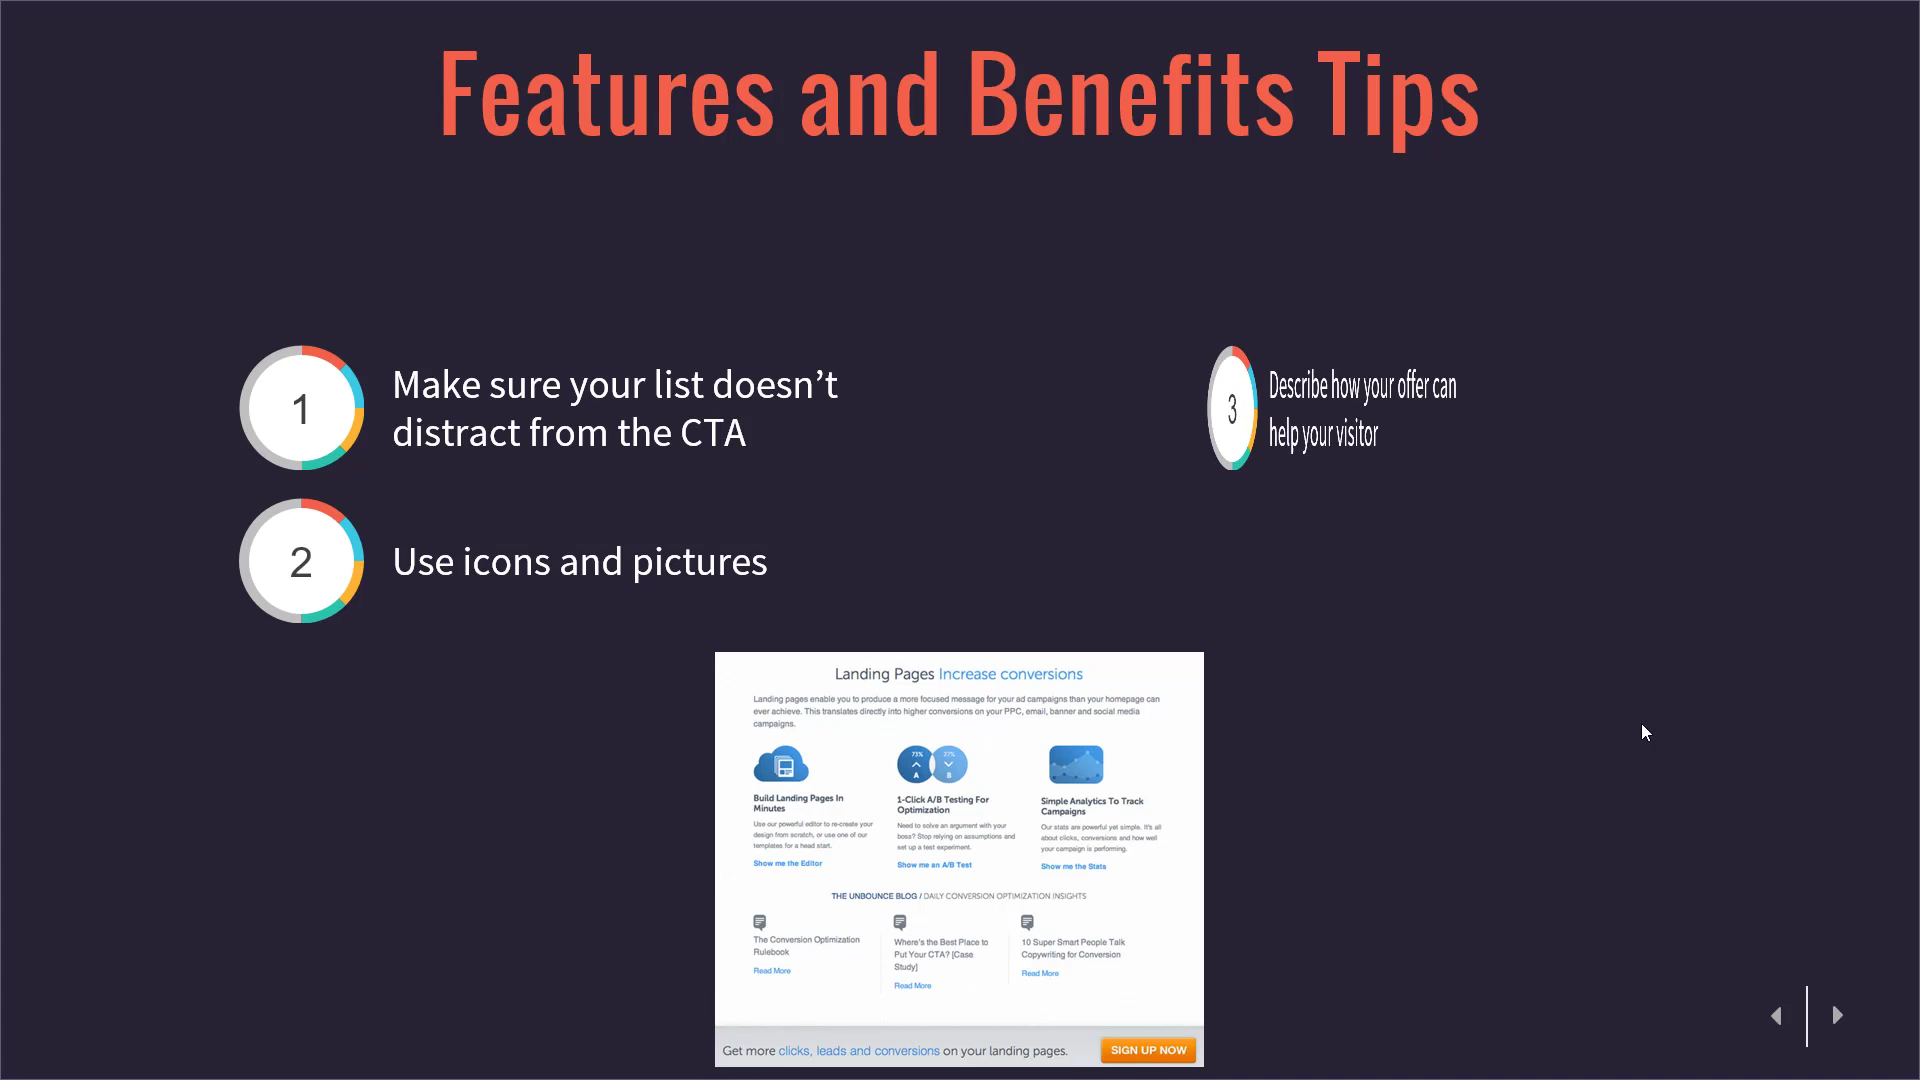 Features and Benefits Tips
1
Make sure your list doesn’t
distract from the CTA
2
Use icons and pictures
3
Describe how your offer can
help your visitor
Landing Pages Increase conversions
Landing pages enable you to produce a more focused message for your ad campaigns than your homepage can
ever achieve. This translates directly into higher conversions on your PPC, email, banner and social media
campaigns.
73%
A
27%
B
Build Landing Pages In
Minutes
Use our powerful editor to re-create your
design from scratch, or use one of our
templates for a head start.
Show me the Editor
1-Click A/B Testing For
Optimization
Need to solve an argument with your
boss? Stop relying on assumptions and
set up a test experiment.
Show me an A/B Test
Simple Analytics To Track
Campaigns
Our stats are powerful yet simple. It's all
about clicks, conversions and how well
your campaign is performing.
Show me the Stats
THE UNBOUNCE BLOG / DAILY CONVERSION OPTIMIZATION INSIGHTS
The Conversion Optimization
Rulebook
Read More
Where's the Best Place to
Put Your CTA? [Case
Study]
Read More
10 Super Smart People Talk
Copywriting for Conversion
Read More
Get more clicks, leads and conversions on your landing pages.
SIGN UP NOW